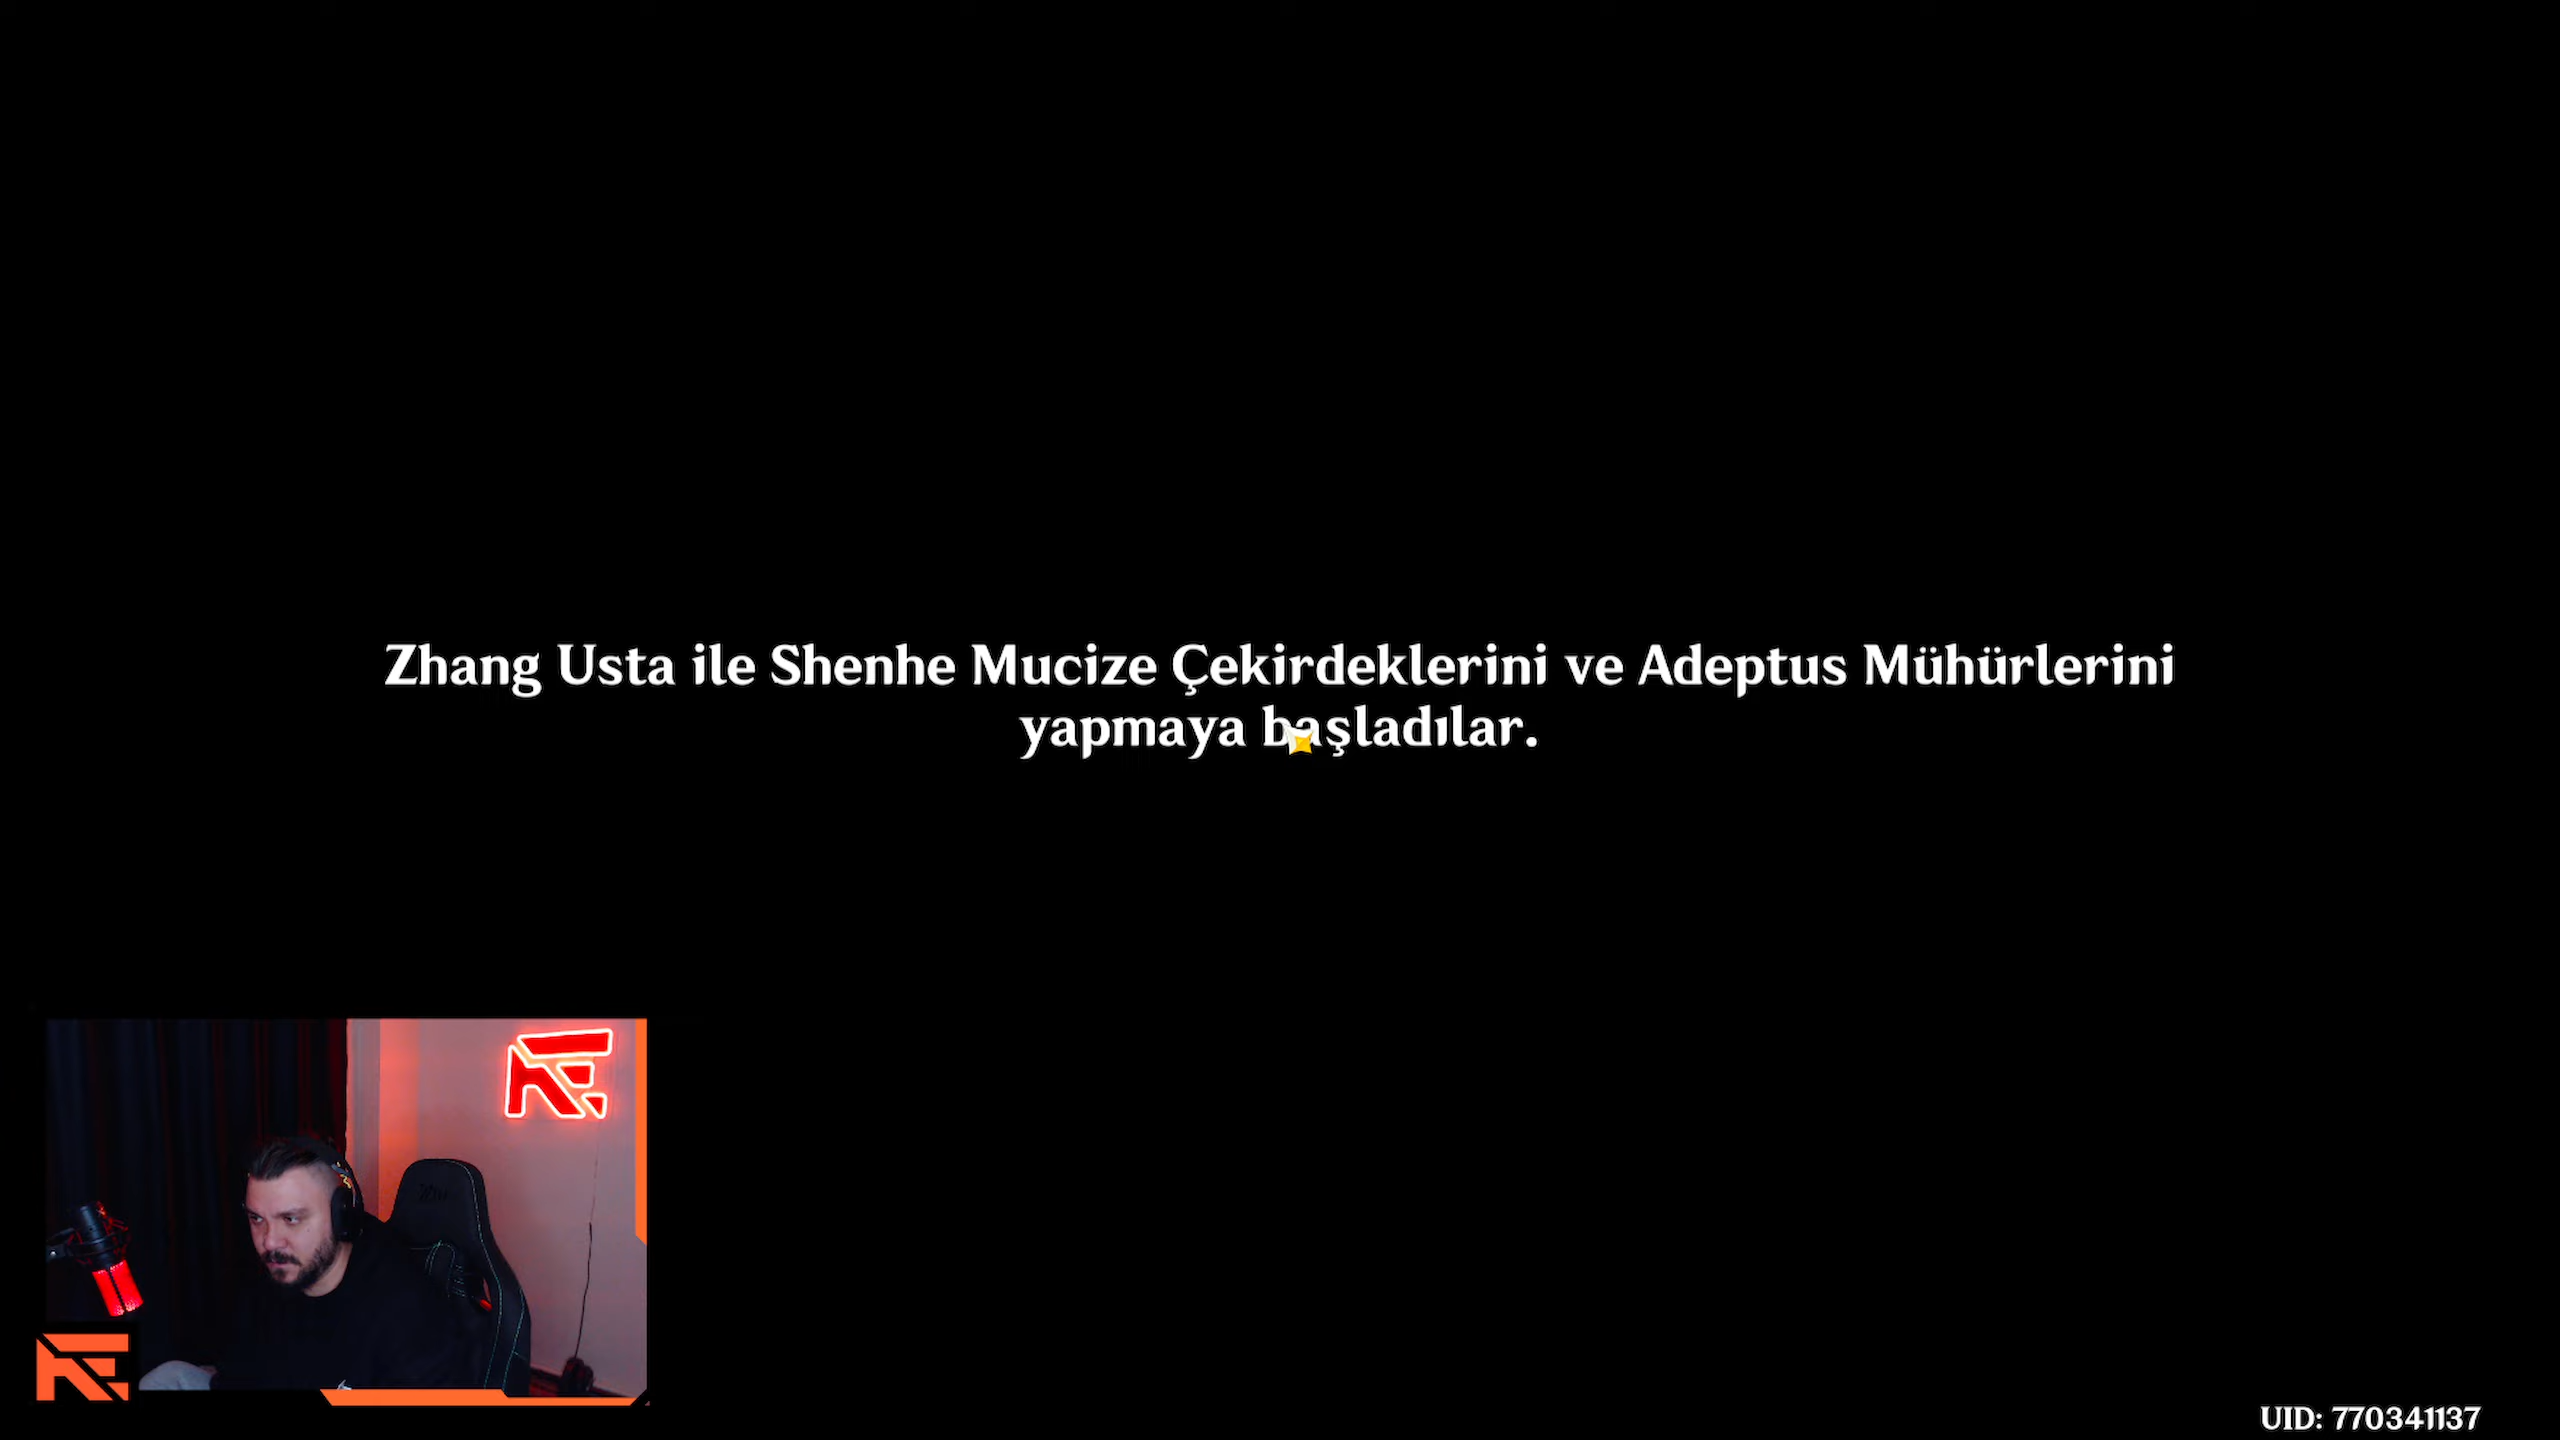 Zhang Usta ile Shenhe Mucize Çekirdeklerini ve Adeptus Mühürlerini
yapmaya başladılar.
UID: 770341137